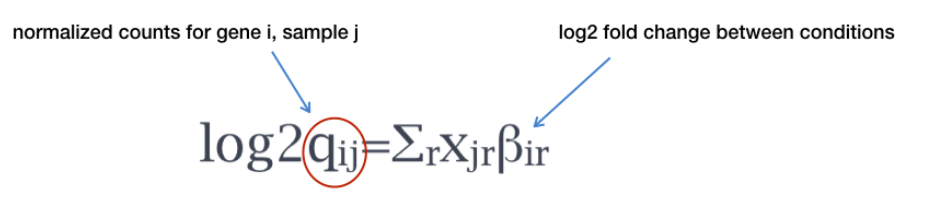 normalized counts for gene i, sample j
log2 fold change between conditions
log2qij=Σrxjrβir